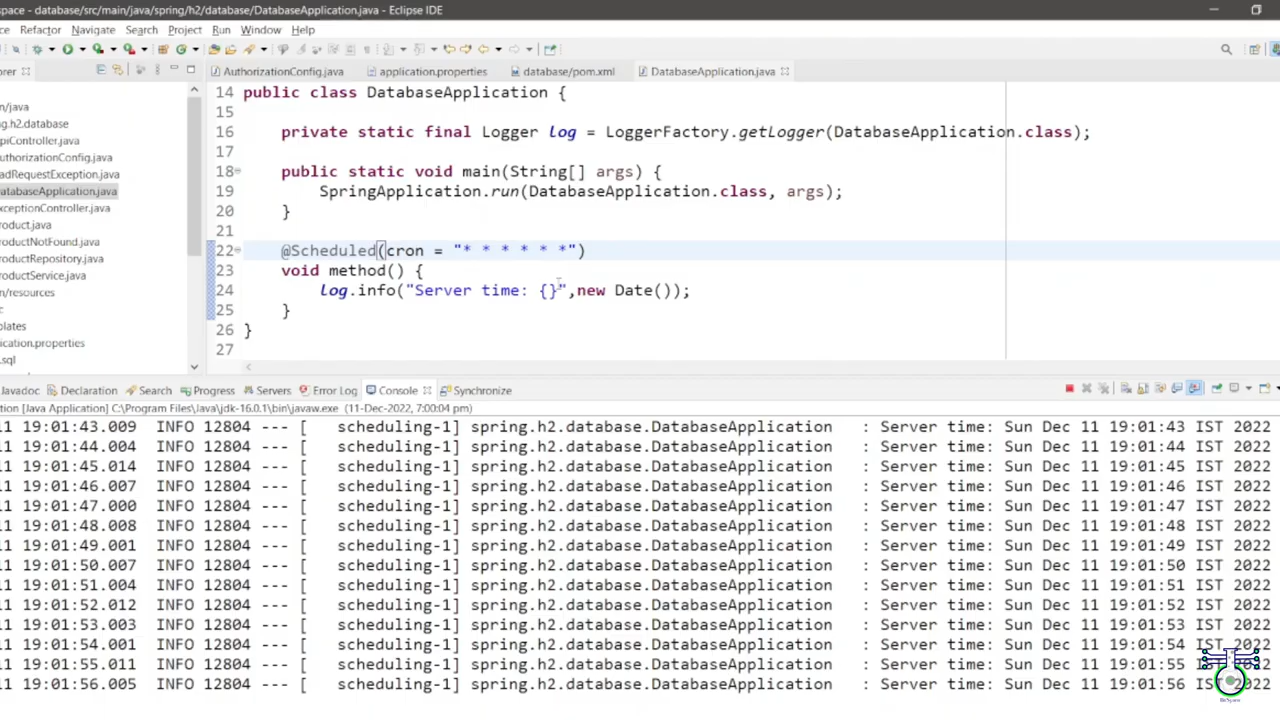 space - database/src/main/java/spring/h2/database/DatabaseApplication.java - Eclipse IDE
ce Refactor Navigate Search Project Run Window Help
orer AuthorizationConfig.java application.properties database/pom.xml DatabaseApplication.java
n/java
g.h2.database
piController.java
uthorizationConfig.java
adRequestException.java
atabaseApplication.java
xceptionController.java
roduct.java
roductNotFound.java
roductRepository.java
roductService.java
n/resources
c
plates
lication.properties
.sql
14 public class DatabaseApplication {
15
16 private static final Logger log = LoggerFactory.getLogger(DatabaseApplication.class);
17
18 public static void main(String[] args) {
19 SpringApplication.run(DatabaseApplication.class, args);
20 }
21
22 @Scheduled(cron = "* * * * * *")
23 void method() {
24 log.info("Server time: {}",new Date());
25 }
26 }
27
Javadoc Declaration Search Progress Servers Error Log Console Synchronize
tion [Java Application] C:\Program Files\Java\jdk-16.0.1\bin\javaw.exe (11-Dec-2022, 7:00:04 pm)
11 19:01:43.009 INFO 12804 --- [ scheduling-1] spring.h2.database.DatabaseApplication : Server time: Sun Dec 11 19:01:43 IST 2022
11 19:01:44.004 INFO 12804 --- [ scheduling-1] spring.h2.database.DatabaseApplication : Server time: Sun Dec 11 19:01:44 IST 2022
11 19:01:45.014 INFO 12804 --- [ scheduling-1] spring.h2.database.DatabaseApplication : Server time: Sun Dec 11 19:01:45 IST 2022
11 19:01:46.007 INFO 12804 --- [ scheduling-1] spring.h2.database.DatabaseApplication : Server time: Sun Dec 11 19:01:46 IST 2022
11 19:01:47.000 INFO 12804 --- [ scheduling-1] spring.h2.database.DatabaseApplication : Server time: Sun Dec 11 19:01:47 IST 2022
11 19:01:48.008 INFO 12804 --- [ scheduling-1] spring.h2.database.DatabaseApplication : Server time: Sun Dec 11 19:01:48 IST 2022
11 19:01:49.001 INFO 12804 --- [ scheduling-1] spring.h2.database.DatabaseApplication : Server time: Sun Dec 11 19:01:49 IST 2022
11 19:01:50.007 INFO 12804 --- [ scheduling-1] spring.h2.database.DatabaseApplication : Server time: Sun Dec 11 19:01:50 IST 2022
11 19:01:51.004 INFO 12804 --- [ scheduling-1] spring.h2.database.DatabaseApplication : Server time: Sun Dec 11 19:01:51 IST 2022
11 19:01:52.012 INFO 12804 --- [ scheduling-1] spring.h2.database.DatabaseApplication : Server time: Sun Dec 11 19:01:52 IST 2022
11 19:01:53.003 INFO 12804 --- [ scheduling-1] spring.h2.database.DatabaseApplication : Server time: Sun Dec 11 19:01:53 IST 2022
11 19:01:54.001 INFO 12804 --- [ scheduling-1] spring.h2.database.DatabaseApplication : Server time: Sun Dec 11 19:01:54 IST 2022
11 19:01:55.011 INFO 12804 --- [ scheduling-1] spring.h2.database.DatabaseApplication : Server time: Sun Dec 11 19:01:55 IST 2022
11 19:01:56.005 INFO 12804 --- [ scheduling-1] spring.h2.database.DatabaseApplication : Server time: Sun Dec 11 19:01:56 IST 2022